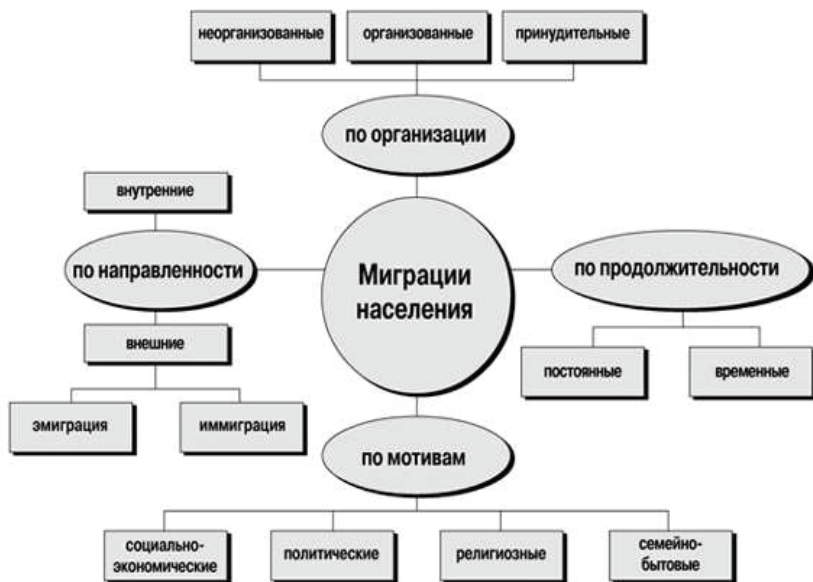 неорганизованные
организованные
принудительные
по организации
внутренние
по направленности
по продолжительности
Миграции
населения
внешние
постоянные
временные
эмиграция
иммиграция
по мотивам
социально-
экономические
политические
религиозные
семейно-
бытовые